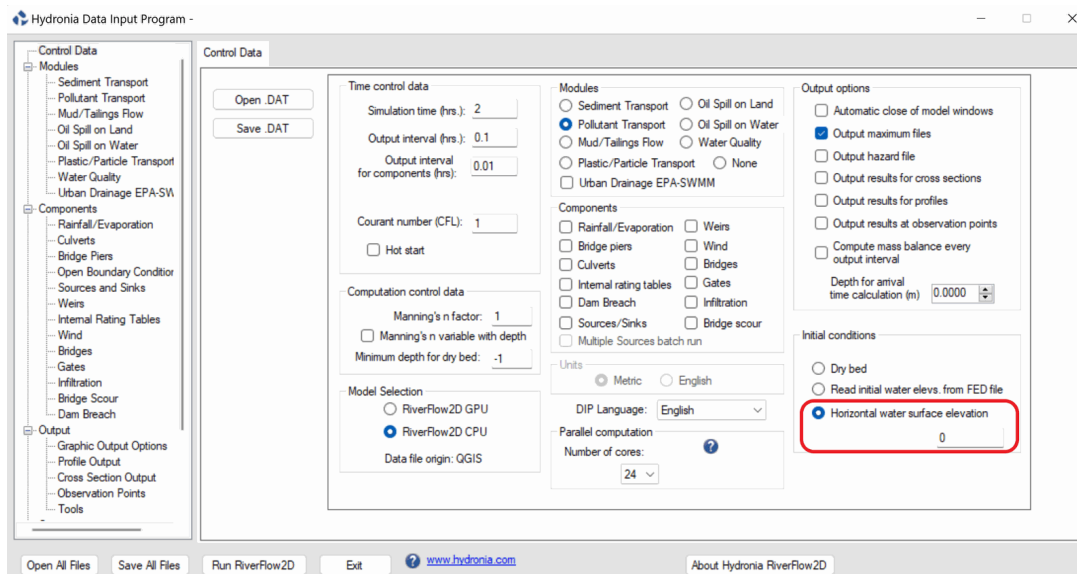 Hydronia Data Input Program -
Control Data
Modules
Sediment Transport
Pollutant Transport
Mud/Tailings Flow
Oil Spill on Land
Oil Spill on Water
Plastic/Particle Transport
Water Quality
Urban Drainage EPA-SW
Components
Rainfall/Evaporation
Culverts
Bridge Piers
Open Boundary Condition
Sources and Sinks
Weirs
Internal Rating Tables
Wind
Bridges
Gates
Infiltration
Bridge Scour
Dam Breach
Output
Graphic Output Options
Profile Output
Cross Section Output
Observation Points
Tools
Control Data
Open .DAT
Save .DAT
Time control data
Simulation time (hrs.): 2
Output interval (hrs.): 0.1
Output interval
for components (hrs): 0.01
Courant number (CFL): 1
Hot start
Computation control data
Manning's n factor: 1
Manning's n variable with depth
Minimum depth for dry bed: -1
Model Selection
RiverFlow2D GPU
RiverFlow2D CPU
Data file origin: QGIS
Modules
Sediment Transport Oil Spill on Land
Pollutant Transport Oil Spill on Water
Mud/Tailings Flow Water Quality
Plastic/Particle Transport None
Urban Drainage EPA-SWMM
Components
Rainfall/Evaporation Weirs
Bridge piers Wind
Culverts Bridges
Internal rating tables Gates
Dam Breach Infiltration
Sources/Sinks Bridge scour
Multiple Sources batch run
Units
Metric English
DIP Language: English
Parallel computation
Number of cores: ?
24
Output options
Automatic close of model windows
Output maximum files
Output hazard file
Output results for cross sections
Output results for profiles
Output results at observation points
Compute mass balance every
output interval
Depth for arrival
time calculation (m) 0.0000
Initial conditions
Dry bed
Read initial water elevs. from FED file
Horizontal water surface elevation
0
Open All Files Save All Files Run RiverFlow2D Exit ? www.hydronia.com About Hydronia RiverFlow2D